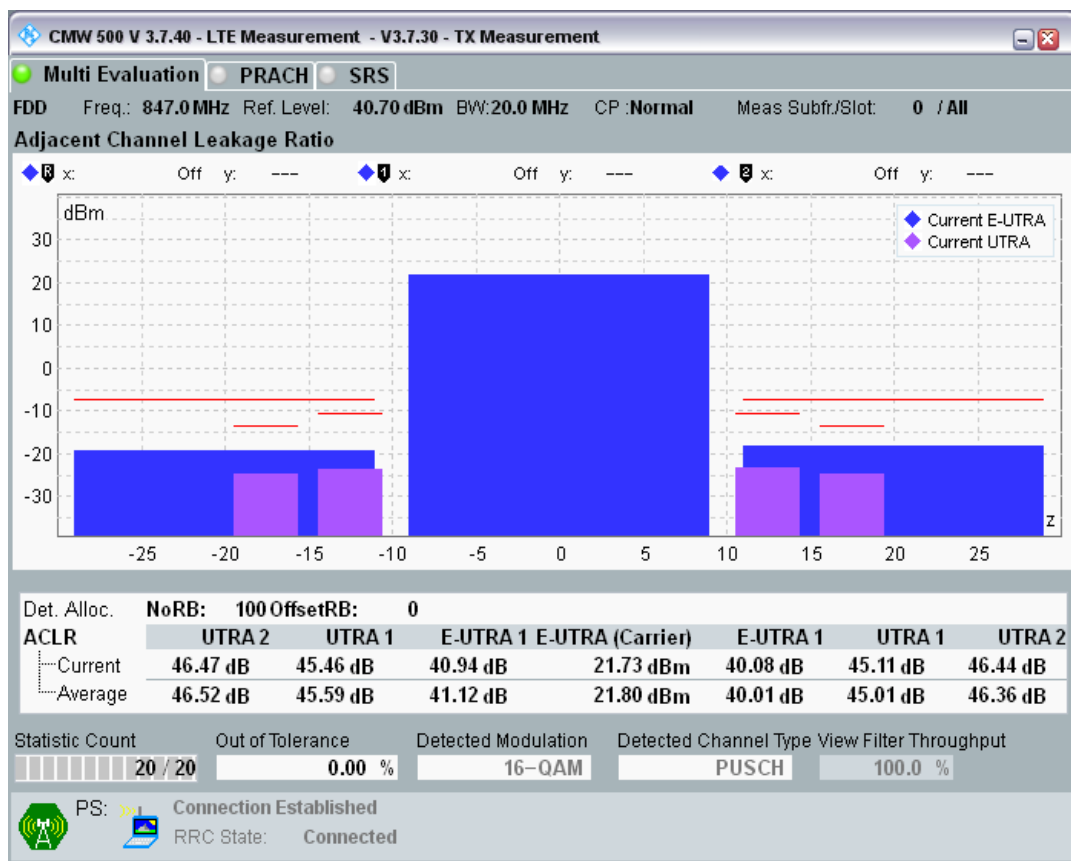 CMW 500 V 3.7.40 - LTE Measurement - V3.7.30 - TX Measurement
Multi Evaluation PRACH SRS
FDD Freq.: 847.0 MHz Ref. Level: 40.70 dBm BW:20.0 MHz CP :Normal Meas Subfr./Slot: 0 / All
Adjacent Channel Leakage Ratio
R x: Off y: --- 1 x: Off y: --- 2 x: Off y: ---
dBm
Current E-UTRA
Current UTRA
30
20
10
0
-10
-20
-30
z
-25 -20 -15 -10 -5 0 5 10 15 20 25
Det. Alloc. NoRB: 100 OffsetRB: 0
ACLR UTRA 2 UTRA 1 E-UTRA 1 E-UTRA (Carrier) E-UTRA 1 UTRA 1 UTRA 2
Current 46.47 dB 45.46 dB 40.94 dB 21.73 dBm 40.08 dB 45.11 dB 46.44 dB
Average 46.52 dB 45.59 dB 41.12 dB 21.80 dBm 40.01 dB 45.01 dB 46.36 dB
Statistic Count Out of Tolerance Detected Modulation Detected Channel Type View Filter Throughput
20 / 20 0.00 % 16-QAM PUSCH 100.0 %
PS: Connection Established
RRC State: Connected